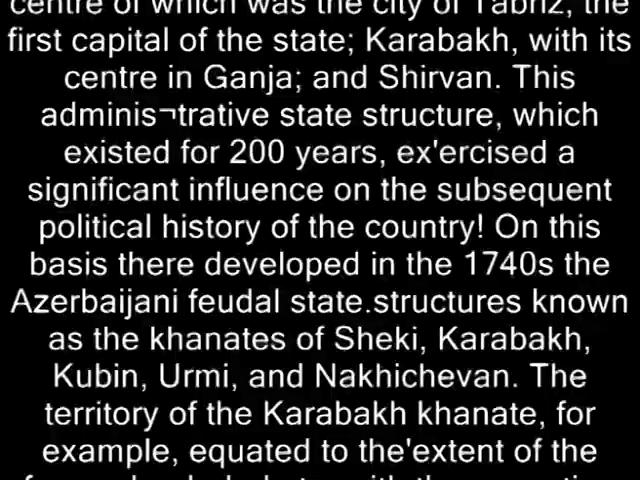 centre of which was the city of Tabriz, the
first capital of the state; Karabakh, with its
centre in Ganja; and Shirvan. This
adminis¬trative state structure, which
existed for 200 years, ex'ercised a
significant influence on the subsequent
political history of the country! On this
basis there developed in the 1740s the
Azerbaijani feudal state.structures known
as the khanates of Sheki, Karabakh,
Kubin, Urmi, and Nakhichevan. The
territory of the Karabakh khanate, for
example, equated to the'extent of the